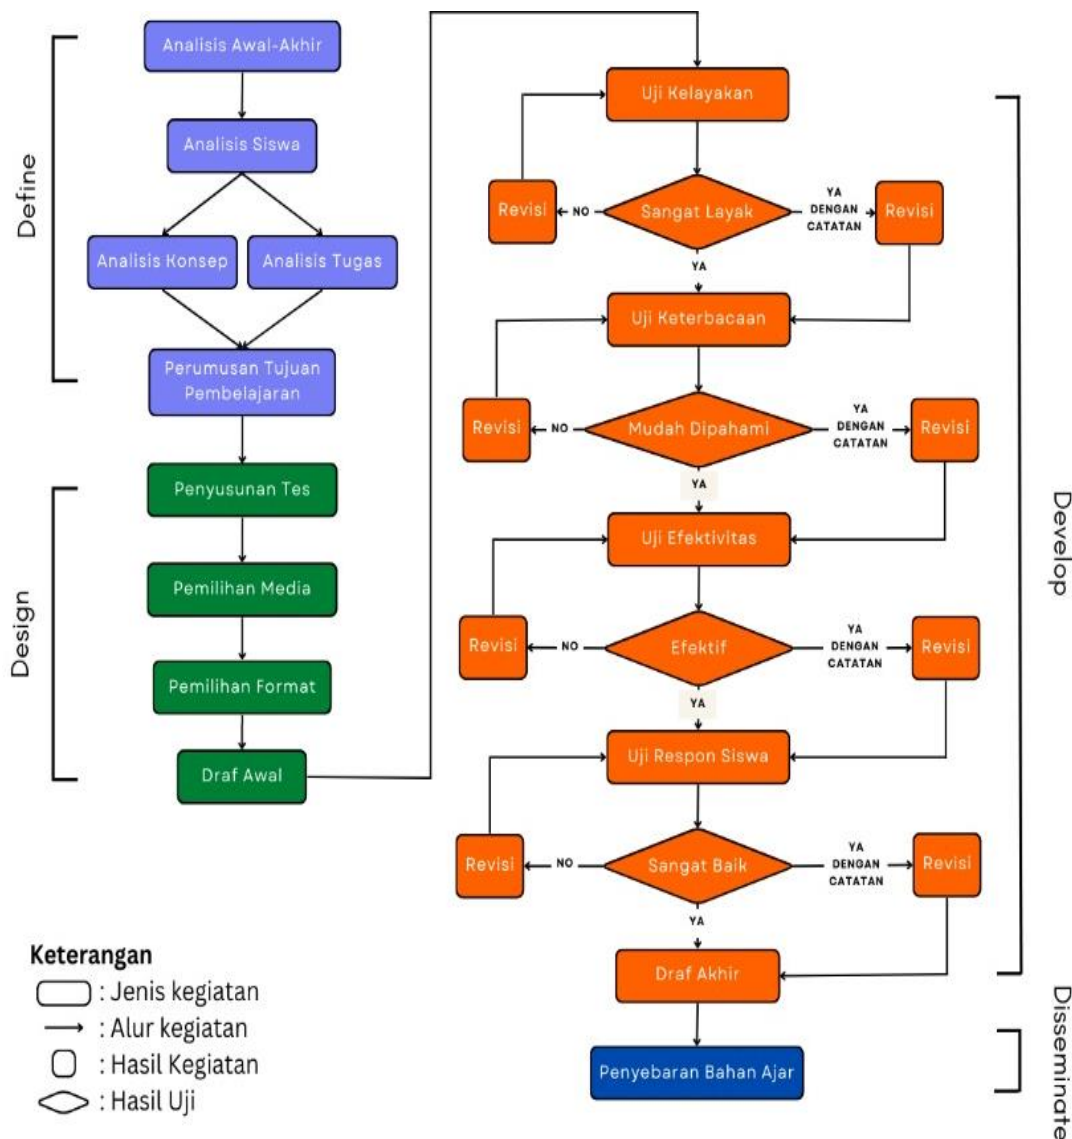 Define
Analisis Awal-Akhir
Analisis Siswa
Analisis Konsep
Analisis Tugas
Perumusan Tujuan
Pembelajaran
Design
Penyusunan Tes
Pemilihan Media
Pemilihan Format
Draf Awal
Develop
Uji Kelayakan
Revisi
NO
Sangat Layak
YA
DENGAN
CATATAN
Revisi
YA
Uji Keterbacaan
Revisi
NO
Mudah Dipahami
YA
DENGAN
CATATAN
Revisi
YA
Uji Efektivitas
Revisi
NO
Efektif
YA
DENGAN
CATATAN
Revisi
YA
Uji Respon Siswa
Revisi
NO
Sangat Baik
YA
DENGAN
CATATAN
Revisi
YA
Draf Akhir
Disseminate
Penyebaran Bahan Ajar
Keterangan
: Jenis kegiatan
: Alur kegiatan
: Hasil Kegiatan
: Hasil Uji